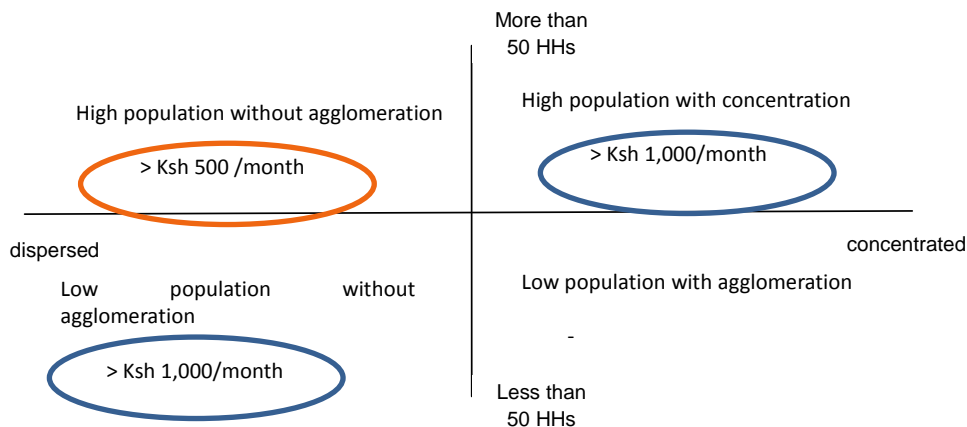 More than
50 HHs
High population without agglomeration
High population with concentration
> Ksh 500 /month
> Ksh 1,000/month
dispersed
concentrated
Low population without
agglomeration
Low population with agglomeration
-
> Ksh 1,000/month
Less than
50 HHs